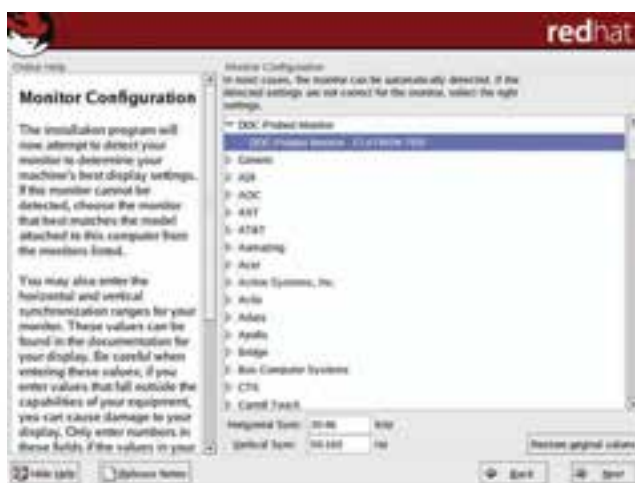 redhat
Online Help
Monitor Configuration
The installation program will
now attempt to detect your
monitor to determine your
machine's best display settings.
If the monitor cannot be
detected, choose the monitor
that best matches the model
attached to this computer from
the monitors listed.
You may also enter the
horizontal and vertical
synchronization ranges for your
monitor. These values can be
found in the documentation for
your display. Be careful when
entering these values; if you
enter values that fall outside the
capabilities of your equipment,
you can cause damage to your
display. Only enter numbers in
these fields if the values in your
Monitor Configuration
In most cases, the monitor can be automatically detected. If the
detected settings are not correct for the monitor, select the right
settings.
DDC Probed Monitor
DDC Probed Monitor -
Generic
ADI
AOC
AST
AT&T
Aamazing
Acer
Actix Systems, Inc.
Adara
Apollo
Bridge
Bus Computer Systems
CTX
Carroll Touch
Horizontal Sync: kHz
Vertical Sync: Hz
Restore original values
Hide Help
Release Notes
Back
Next